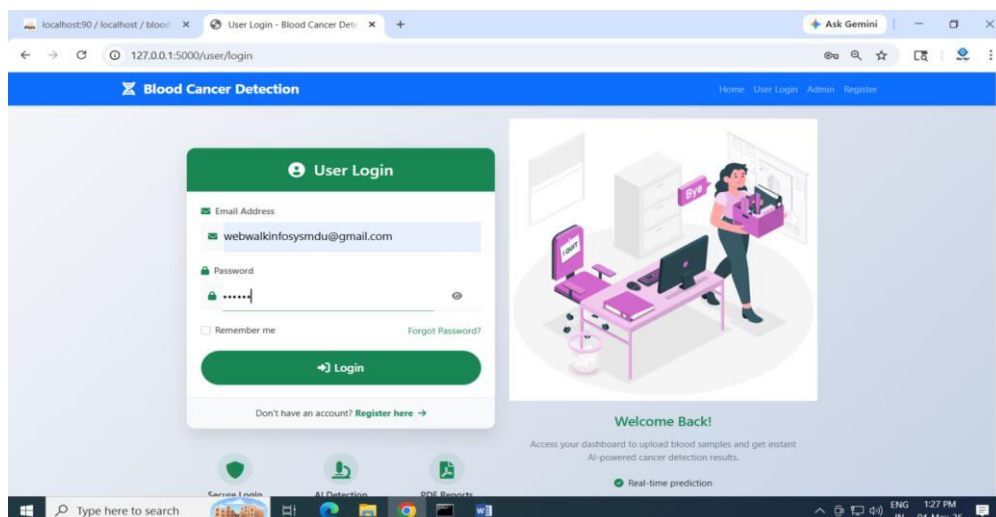 localhost:90 / localhost / blood
User Login - Blood Cancer Dete
Ask Gemini
127.0.0.1:5000/user/login
Blood Cancer Detection
Home User Login Admin Register
User Login
Email Address
webwalkinfosysmdu@gmail.com
Password
Remember me
Forgot Password?
Login
Don't have an account? Register here →
Secure Login AI Detection PDF Reports
Bye
I QUIT
Welcome Back!
Access your dashboard to upload blood samples and get instant
AI-powered cancer detection results.
Real-time prediction
Type here to search
ENG 1:27 PM
IN 04-May-26